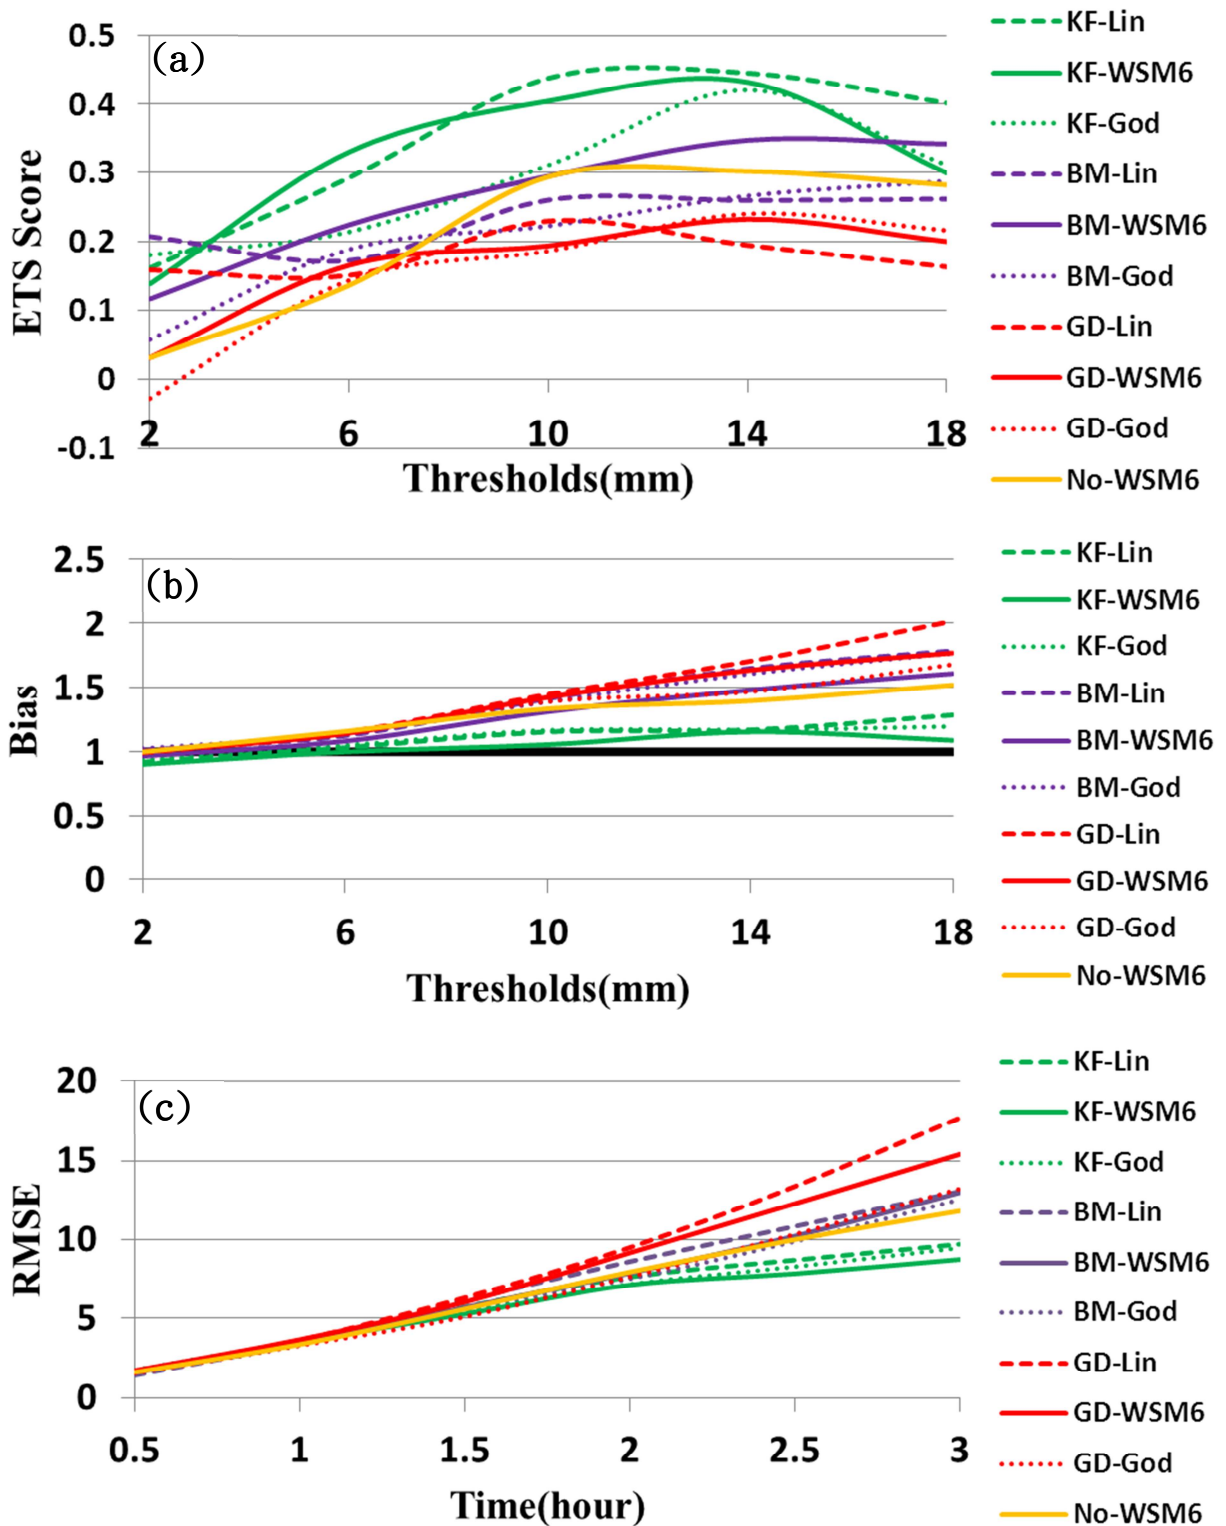 (a)
ETS Score
0.5
0.4
0.3
0.2
0.1
0
-0.1
2 6 10 14 18
Thresholds(mm)
KF-Lin
KF-WSM6
KF-God
BM-Lin
BM-WSM6
BM-God
GD-Lin
GD-WSM6
GD-God
No-WSM6
(b)
Bias
2.5
2
1.5
1
0.5
0
2 6 10 14 18
Thresholds(mm)
KF-Lin
KF-WSM6
KF-God
BM-Lin
BM-WSM6
BM-God
GD-Lin
GD-WSM6
GD-God
No-WSM6
(c)
RMSE
20
15
10
5
0
0.5 1 1.5 2 2.5 3
Time(hour)
KF-Lin
KF-WSM6
KF-God
BM-Lin
BM-WSM6
BM-God
GD-Lin
GD-WSM6
GD-God
No-WSM6